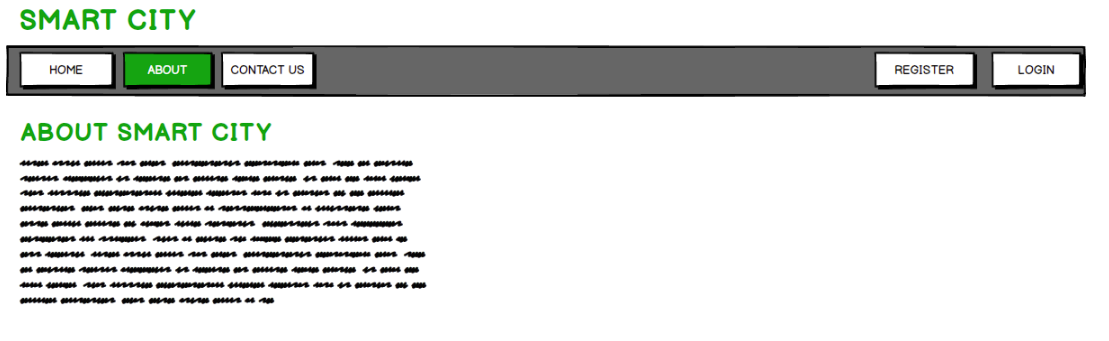 SMART CITY
HOME ABOUT CONTACT US REGISTER LOGIN
ABOUT SMART CITY